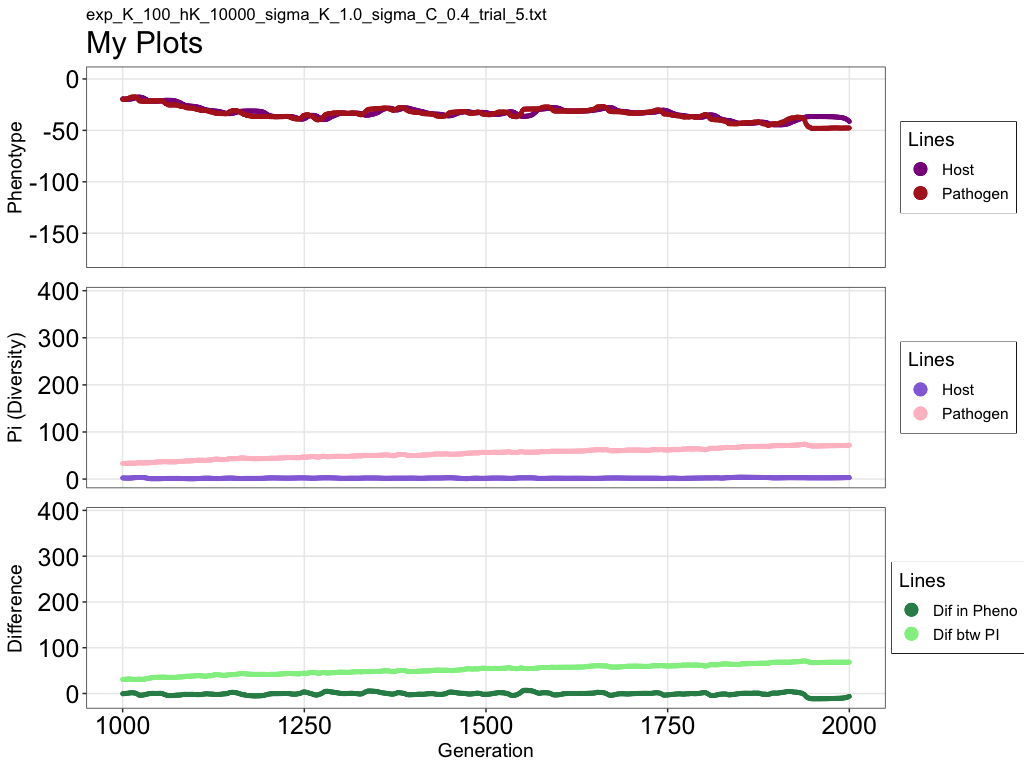 exp_K_100_hK_10000_sigma_K_1.0_sigma_C_0.4_trial_5.txt
My Plots
Phenotype
0
-50
-100
-150
Lines
Host
Pathogen
Pi (Diversity)
400
300
200
100
0
Lines
Host
Pathogen
Difference
400
300
200
100
0
Lines
Dif in Pheno
Dif btw PI
1000 1250 1500 1750 2000
Generation